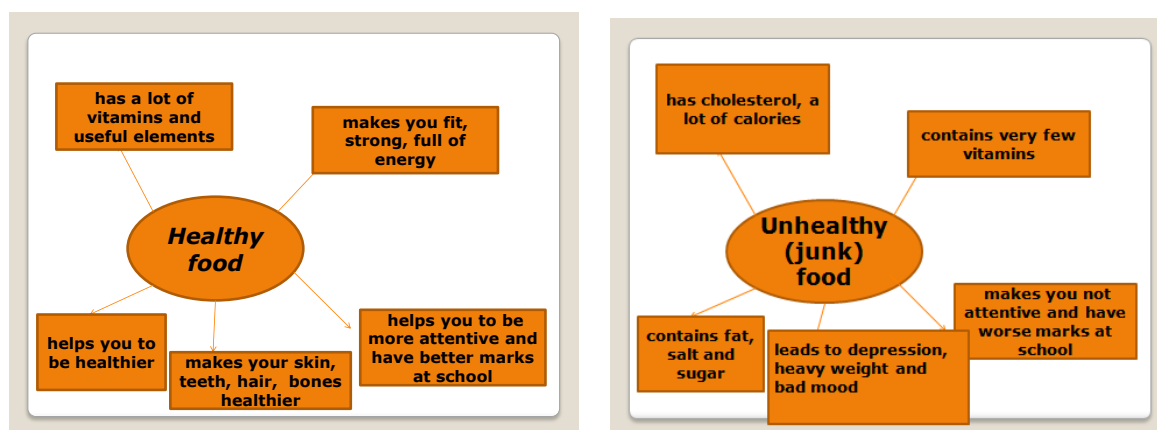 has a lot of
vitamins and
useful elements
makes you fit,
strong, full of
energy
Healthy
food
helps you to
be healthier
makes your skin,
teeth, hair, bones
healthier
helps you to be
more attentive and
have better marks
at school
has cholesterol, a
lot of calories
contains very few
vitamins
Unhealthy
(junk)
food
contains fat,
salt and
sugar
leads to depression,
heavy weight and
bad mood
makes you not
attentive and have
worse marks at
school